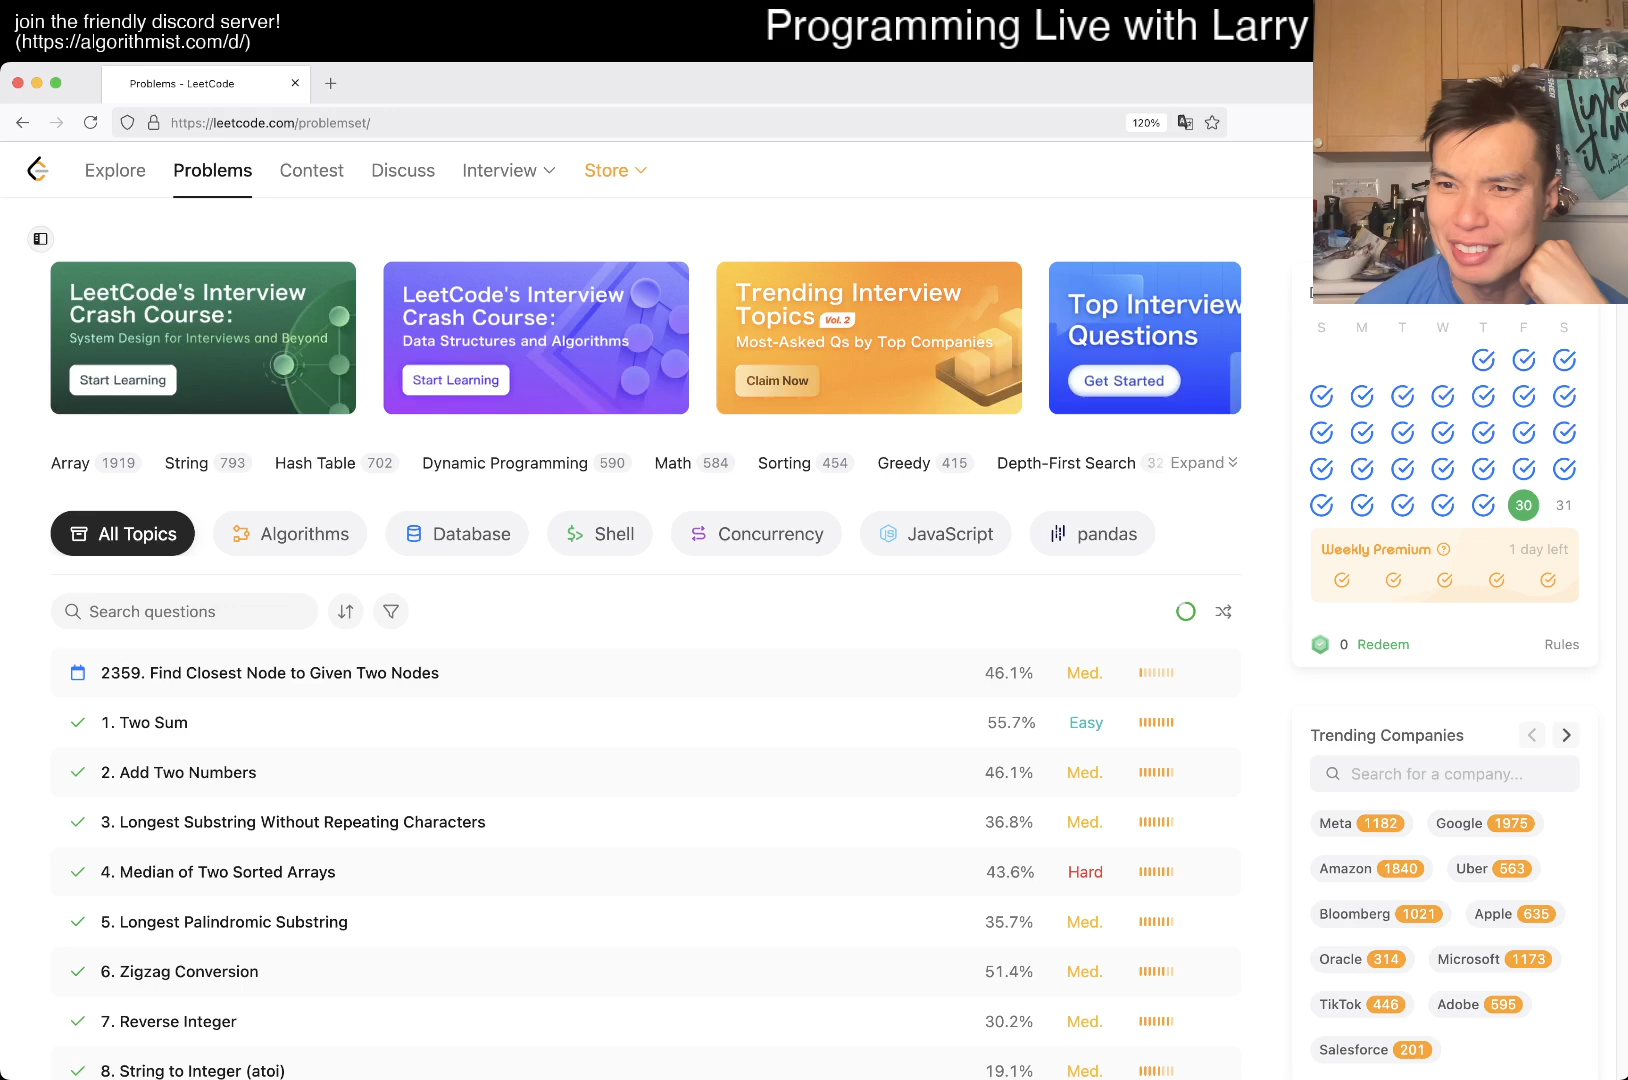 join the friendly discord server!
(https://algorithmist.com/d/)
Programming Live with Larry
Problems - LeetCode
https://leetcode.com/problemset/
120%
Explore
Problems
Contest
Discuss
Interview
Store
LeetCode's Interview
Crash Course:
System Design for Interviews and Beyond
Start Learning
LeetCode's Interview
Crash Course:
Data Structures and Algorithms
Start Learning
Trending Interview
Topics Vol. 2
Most-Asked Qs by Top Companies
Claim Now
Top Interview
Questions
Get Started
S M T W T F S
30 31
Weekly Premium 1 day left
0 Redeem Rules
Array 1919
String 793
Hash Table 702
Dynamic Programming 590
Math 584
Sorting 454
Greedy 415
Depth-First Search 32
Expand
All Topics
Algorithms
Database
Shell
Concurrency
JavaScript
pandas
Search questions
2359. Find Closest Node to Given Two Nodes 46.1% Med.
1. Two Sum 55.7% Easy
2. Add Two Numbers 46.1% Med.
3. Longest Substring Without Repeating Characters 36.8% Med.
4. Median of Two Sorted Arrays 43.6% Hard
5. Longest Palindromic Substring 35.7% Med.
6. Zigzag Conversion 51.4% Med.
7. Reverse Integer 30.2% Med.
8. String to Integer (atoi) 19.1% Med.
Trending Companies
Search for a company...
Meta 1182
Google 1975
Amazon 1840
Uber 563
Bloomberg 1021
Apple 635
Oracle 314
Microsoft 1173
TikTok 446
Adobe 595
Salesforce 201